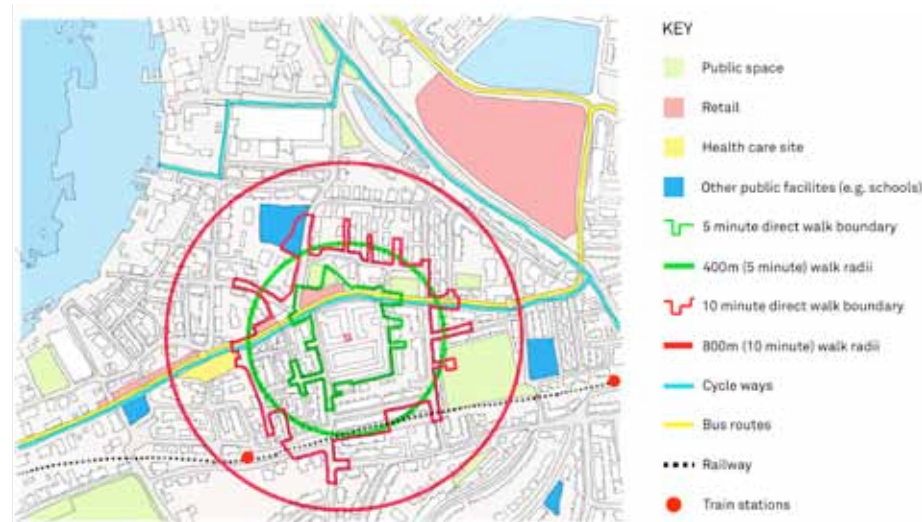 KEY
Public space
Retail
Health care site
Other public facilites (e.g. schools)
5 minute direct walk boundary
400m (5 minute) walk radii
10 minute direct walk boundary
800m (10 minute) walk radii
Cycle ways
Bus routes
Railway
Train stations